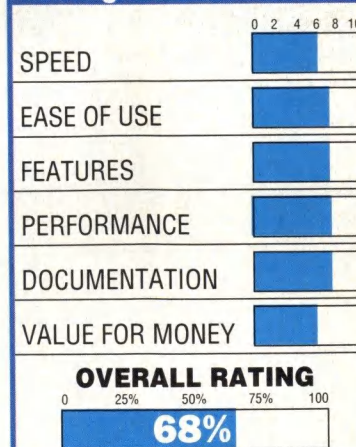 0 2 4 6 8 10
SPEED
EASE OF USE
FEATURES
PERFORMANCE
DOCUMENTATION
VALUE FOR MONEY
OVERALL RATING
0 25% 50% 75% 100
68%